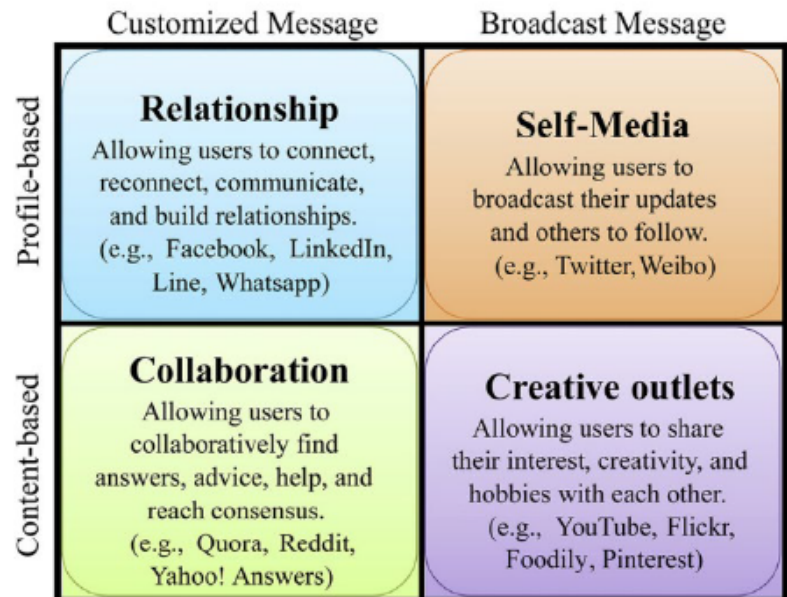 Customized Message
Broadcast Message
Profile-based
Relationship
Allowing users to connect,
reconnect, communicate,
and build relationships.
(e.g., Facebook, LinkedIn,
Line, Whatsapp)
Self-Media
Allowing users to
broadcast their updates
and others to follow.
(e.g., Twitter, Weibo)
Content-based
Collaboration
Allowing users to
collaboratively find
answers, advice, help, and
reach consensus.
(e.g., Quora, Reddit,
Yahoo! Answers)
Creative outlets
Allowing users to share
their interest, creativity, and
hobbies with each other.
(e.g., YouTube, Flickr,
Foodily, Pinterest)